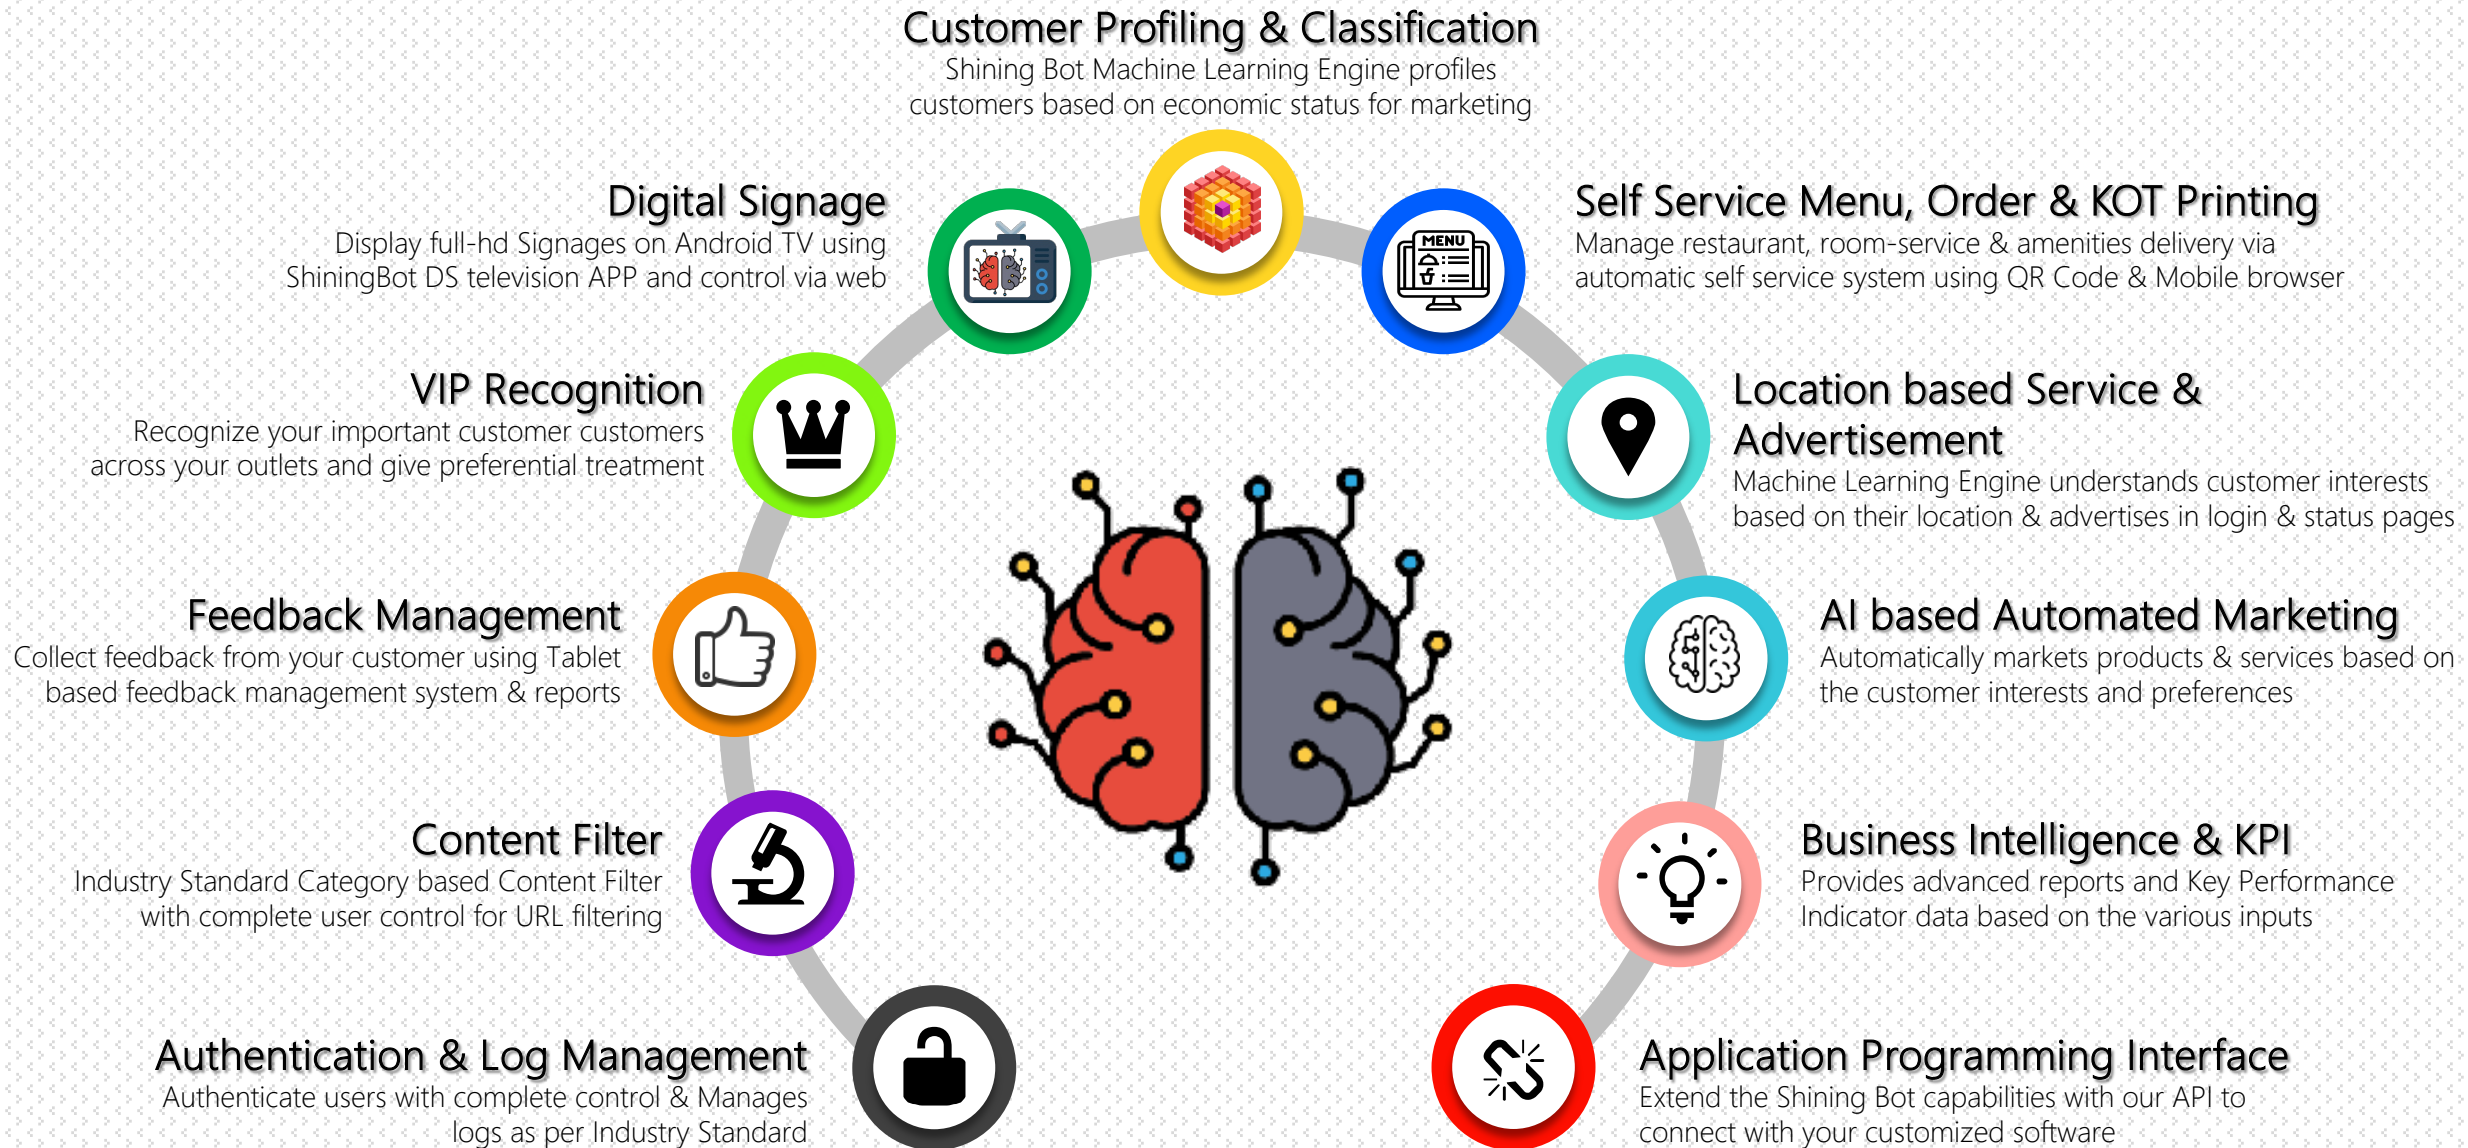 Customer Profiling & Classification
Shining Bot Machine Learning Engine profiles
customers based on economic status for marketing
Digital Signage
Display full-hd Signages on Android TV using
ShiningBot DS television APP and control via web
MENU
Self Service Menu, Order & KOT Printing
Manage restaurant, room-service & amenities delivery via
automatic self service system using QR Code & Mobile browser
VIP Recognition
Recognize your important customer customers
across your outlets and give preferential treatment
Location based Service &
Advertisement
Machine Learning Engine understands customer interests
based on their location & advertises in login & status pages
Feedback Management
Collect feedback from your customer using Tablet
based feedback management system & reports
AI based Automated Marketing
Automatically markets products & services based on
the customer interests and preferences
Content Filter
Industry Standard Category based Content Filter
with complete user control for URL filtering
Business Intelligence & KPI
Provides advanced reports and Key Performance
Indicator data based on the various inputs
Authentication & Log Management
Authenticate users with complete control & Manages
logs as per Industry Standard
Application Programming Interface
Extend the Shining Bot capabilities with our API to
connect with your customized software